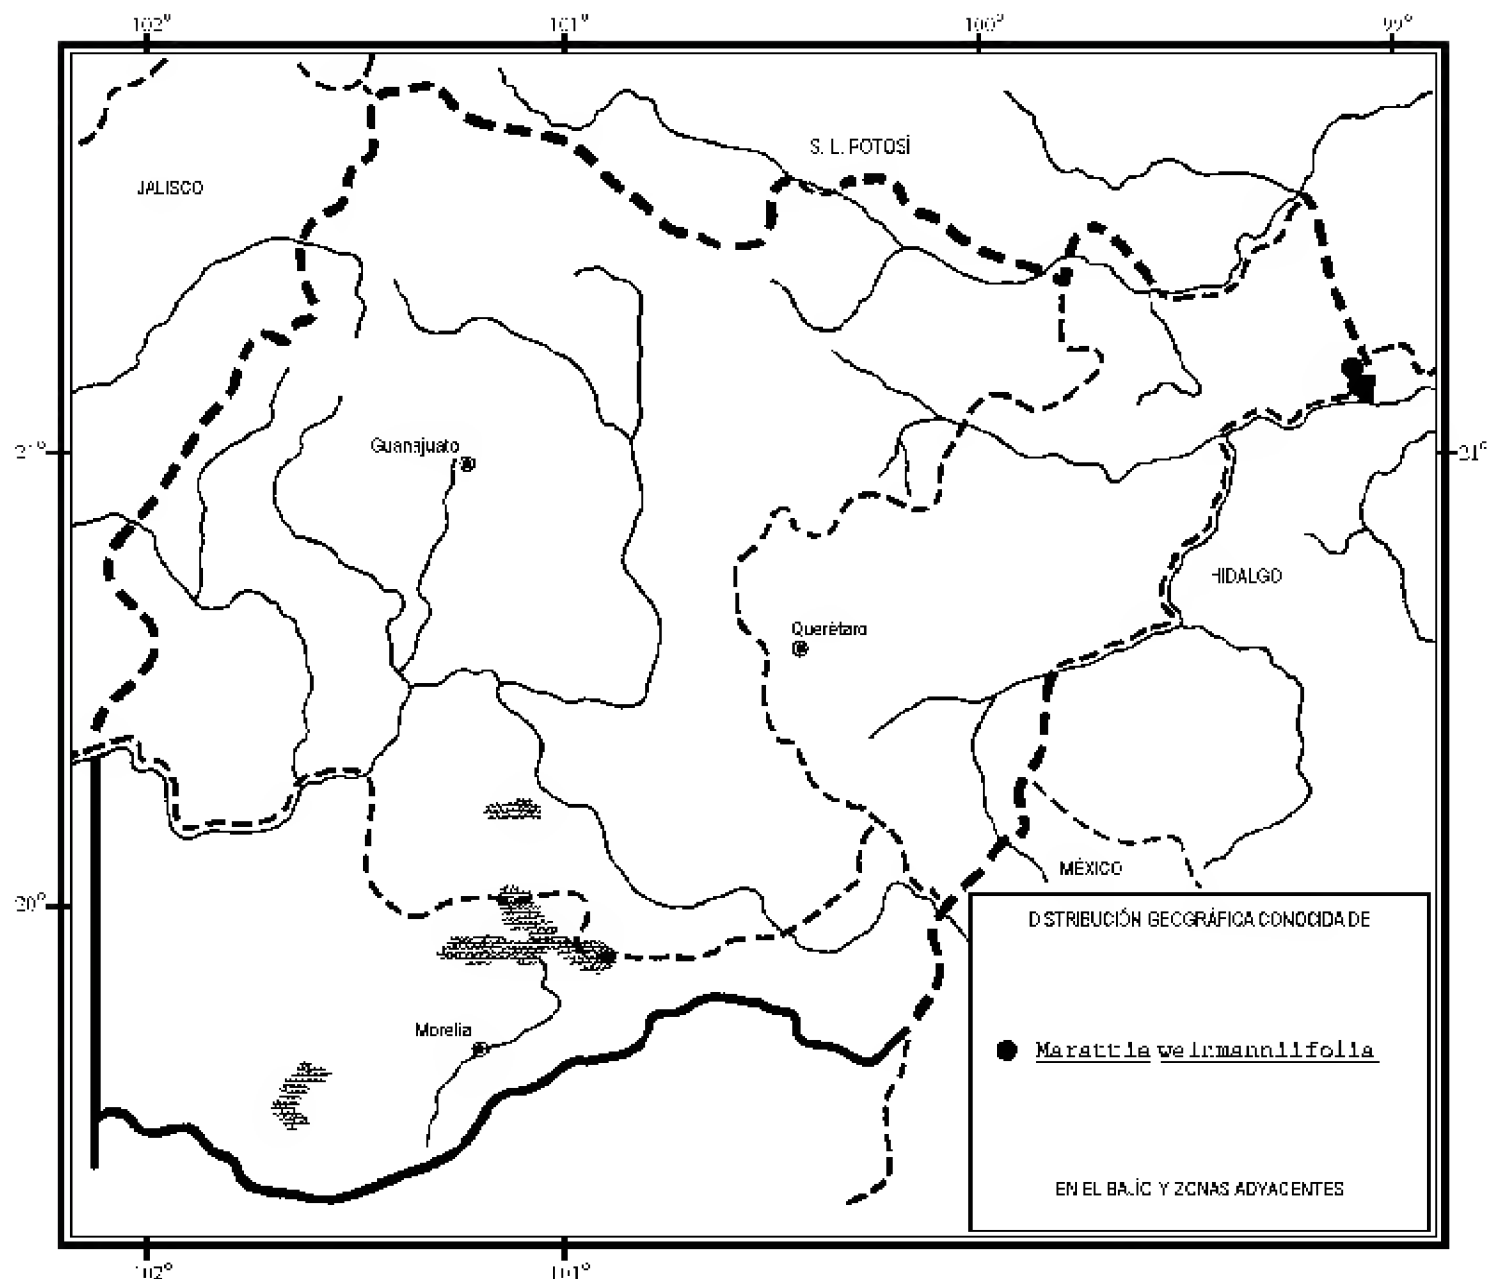 102° 101° 100° 99°
S. L. POTOSÍ
JALISCO
Guanajuato
21° 21°
HIDALGO
Querétaro
MÉXICO
20°
DISTRIBUCIÓN GEOGRÁFICA CONOCIDA DE
Morelia
Marattia weinmanniifolia
EN EL BAJÍO Y ZONAS ADYACENTES
102° 101°